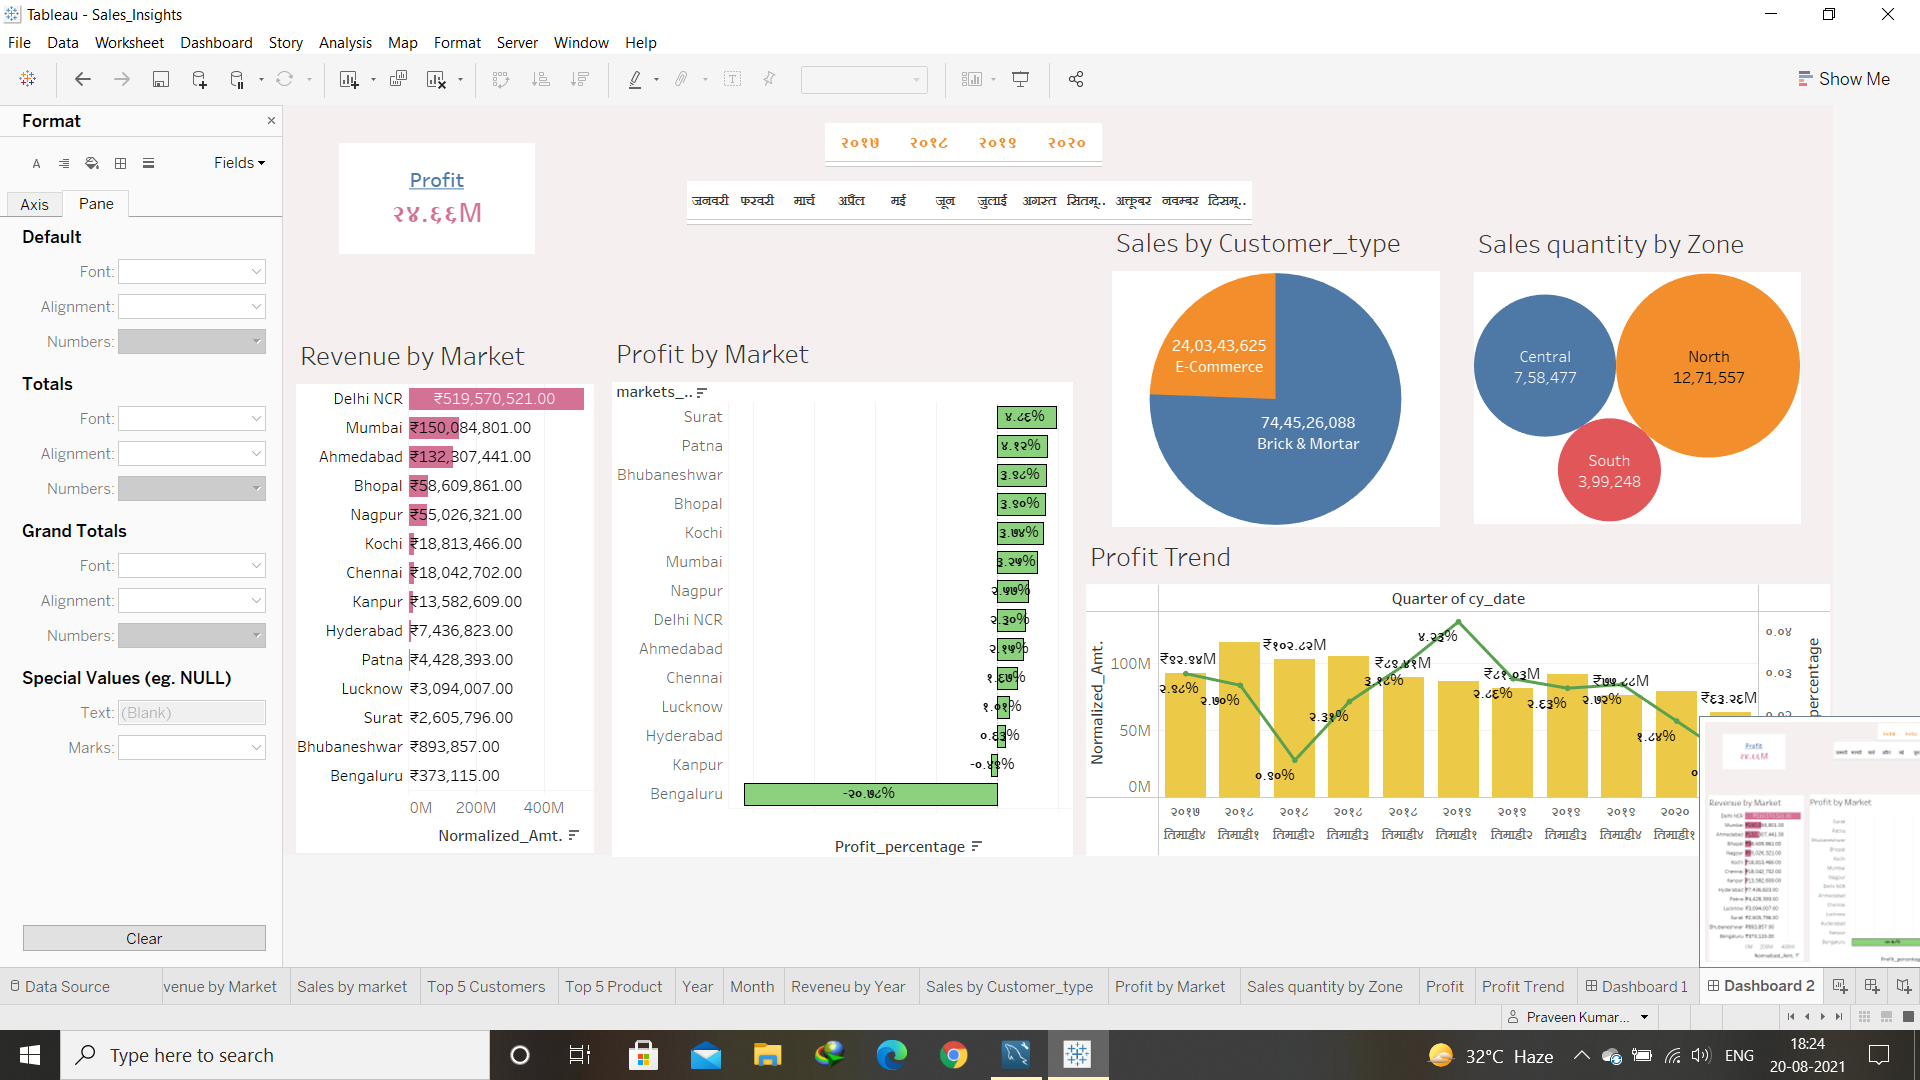 Tableau - Sales_Insights
File Data Worksheet Dashboard Story Analysis Map Format Server Window Help
Show Me
Format
Fields
Axis Pane
Default
Font:
Alignment:
Numbers:
Totals
Font:
Alignment:
Numbers:
Grand Totals
Font:
Alignment:
Numbers:
Special Values (eg. NULL)
Text: (Blank)
Marks:
Clear
Profit
२४.६६M
२०१७ २०१८ २०१९ २०२०
जनवरी फरवरी मार्च अप्रैल मई जून जुलाई अगस्त सितम्.. अक्तूबर नवम्बर दिसम्..
Revenue by Market
Delhi NCR ₹519,570,521.00
Mumbai ₹150,084,801.00
Ahmedabad ₹132,307,441.00
Bhopal ₹58,609,861.00
Nagpur ₹55,026,321.00
Kochi ₹18,813,466.00
Chennai ₹18,042,702.00
Kanpur ₹13,582,609.00
Hyderabad ₹7,436,823.00
Patna ₹4,428,393.00
Lucknow ₹3,094,007.00
Surat ₹2,605,796.00
Bhubaneshwar ₹893,857.00
Bengaluru ₹373,115.00
0M 200M 400M
Normalized_Amt.
Profit by Market
markets_..
Surat ४.८६%
Patna ४.१२%
Bhubaneshwar
Bhopal
Kochi ३.७४%
Mumbai ३.२७%
Nagpur
Delhi NCR २.३०%
Ahmedabad २.१७%
Chennai १.६७%
Lucknow १.०१%
Hyderabad ०.६३%
Kanpur
Bengaluru -२०.७८%
Profit_percentage
Sales by Customer_type
24,03,43,625
E-Commerce
74,45,26,088
Brick & Mortar
Sales quantity by Zone
Central
7,58,477
North
12,71,557
South
3,99,248
Profit Trend
Quarter of cy_date
Normalized_Amt.
100M
50M
0M
₹९२.९४M ₹१०२.८२M ₹८९.४१M ₹८१.०३M ₹७७.८८M ₹६३.२६M
२.९८% २.७०% ०.९०% २.३१% ३.१८% ४.२३% २.८६% २.६३% २.७२% १.८४%
०.०४
०.०३
percentage
२०१७ २०१८ २०१८ २०१८ २०१८ २०१९ २०१९ २०१९ २०१९ २०२०
तिमाही४ तिमाही१ तिमाही२ तिमाही३ तिमाही४ तिमाही१ तिमाही२ तिमाही३ तिमाही४ तिमाही१
Profit
२४.६६M
Revenue by Market Profit by Market
Data Source venue by Market Sales by market Top 5 Customers Top 5 Product Year Month Reveneu by Year Sales by Customer_type Profit by Market Sales quantity by Zone Profit Profit Trend Dashboard 1 Dashboard 2
Praveen Kumar...
Type here to search
32°C Haze
ENG
18:24
20-08-2021